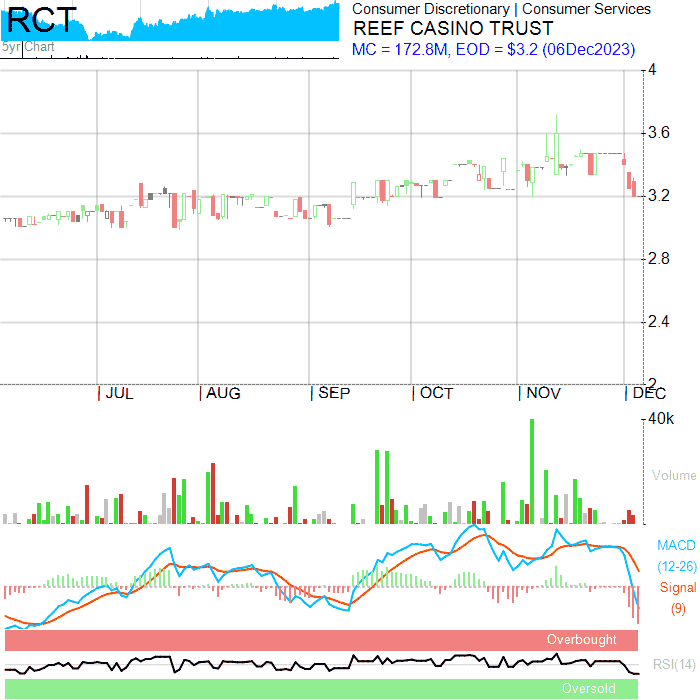 RCT
5yr Chart
Consumer Discretionary | Consumer Services
REEF CASINO TRUST
MC = 172.8M, EOD = $3.2 (06Dec2023)
4
3.6
3.2
2.8
2.4
2
JUL AUG SEP OCT NOV DEC
40k
Volume
MACD
(12-26)
Signal
(9)
Overbought
RSI(14)
Oversold